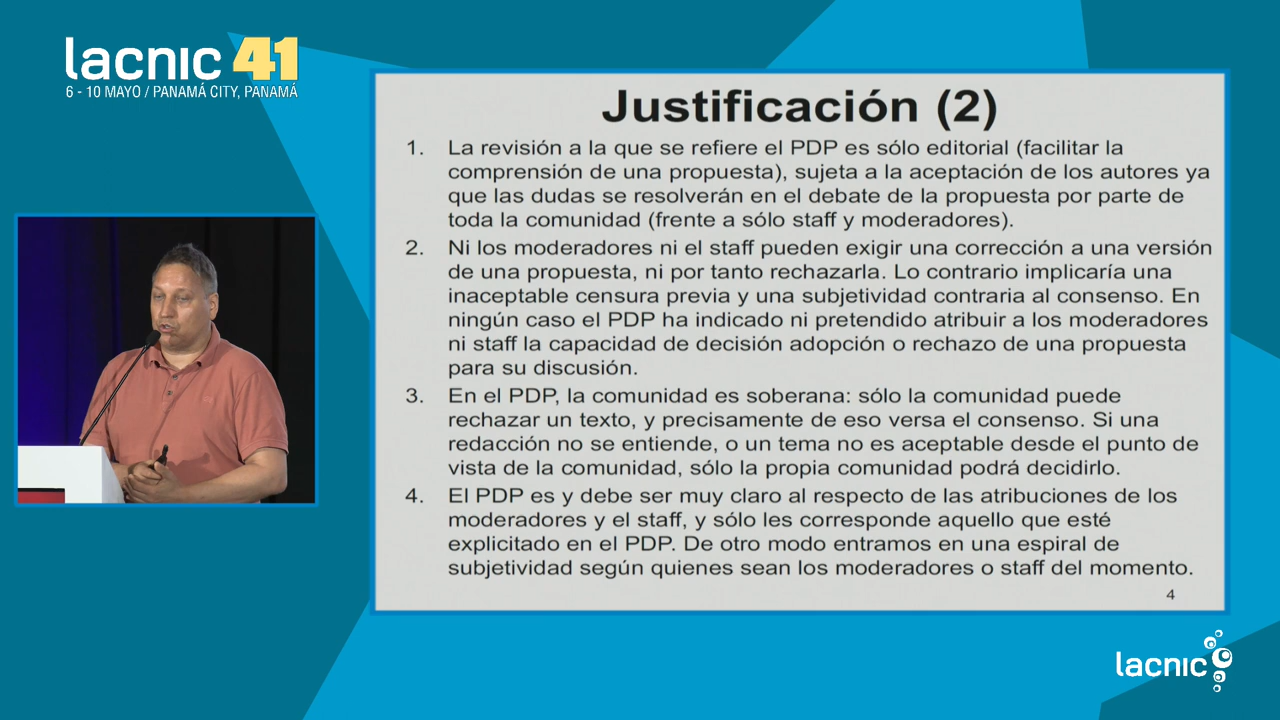 lacnic 41
6 - 10 MAYO / PANAMÁ CITY, PANAMÁ
Justificación (2)
1. La revisión a la que se refiere el PDP es sólo editorial (facilitar la
comprensión de una propuesta), sujeta a la aceptación de los autores ya
que las dudas se resolverán en el debate de la propuesta por parte de
toda la comunidad (frente a sólo staff y moderadores).
2. Ni los moderadores ni el staff pueden exigir una corrección a una versión
de una propuesta, ni por tanto rechazarla. Lo contrario implicaría una
inaceptable censura previa y una subjetividad contraria al consenso. En
ningún caso el PDP ha indicado ni pretendido atribuir a los moderadores
ni staff la capacidad de decisión adopción o rechazo de una propuesta
para su discusión.
3. En el PDP, la comunidad es soberana: sólo la comunidad puede
rechazar un texto, y precisamente de eso versa el consenso. Si una
redacción no se entiende, o un tema no es aceptable desde el punto de
vista de la comunidad, sólo la propia comunidad podrá decidirlo.
4. El PDP es y debe ser muy claro al respecto de las atribuciones de los
moderadores y el staff, y sólo les corresponde aquello que esté
explicitado en el PDP. De otro modo entramos en una espiral de
subjetividad según quienes sean los moderadores o staff del momento.
4
lacnic